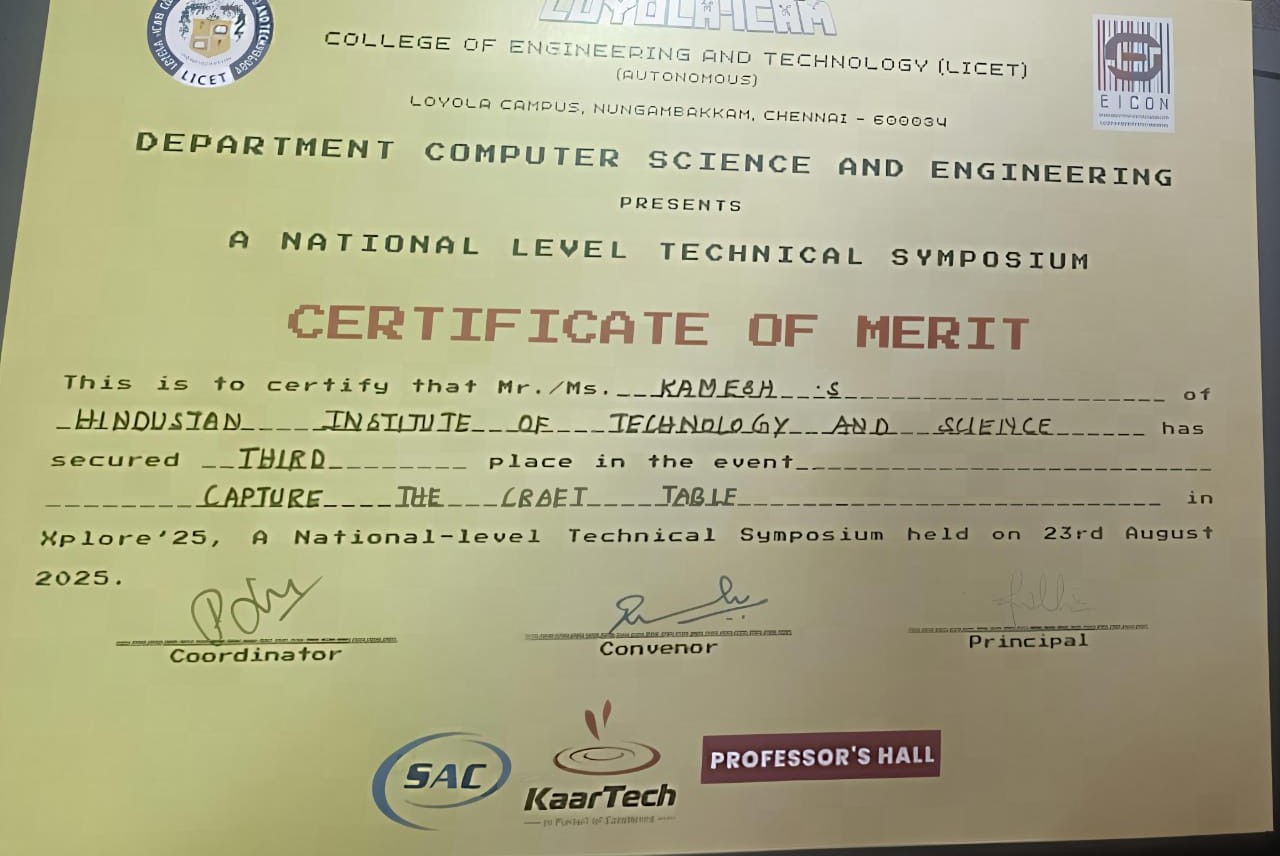 LOYOLA-ICAM
COLLEGE OF ENGINEERING AND TECHNOLOGY (LICET)
(AUTONOMOUS)
LOYOLA CAMPUS, NUNGAMBAKKAM, CHENNAI - 600034
LICET
EICON
DEPARTMENT COMPUTER SCIENCE AND ENGINEERING
PRESENTS
A NATIONAL LEVEL TECHNICAL SYMPOSIUM
CERTIFICATE OF MERIT
This is to certify that Mr./Ms. KAMESH .S of
HINDUSTAN INSTITUTE OF TECHNOLOGY AND SCIENCE has
secured THIRD place in the event
CAPTURE THE CRAFT TABLE in
Xplore'25, A National-level Technical Symposium held on 23rd August
2025.
Coordinator
Convenor
Principal
SAC
KaarTech
PROFESSOR'S HALL